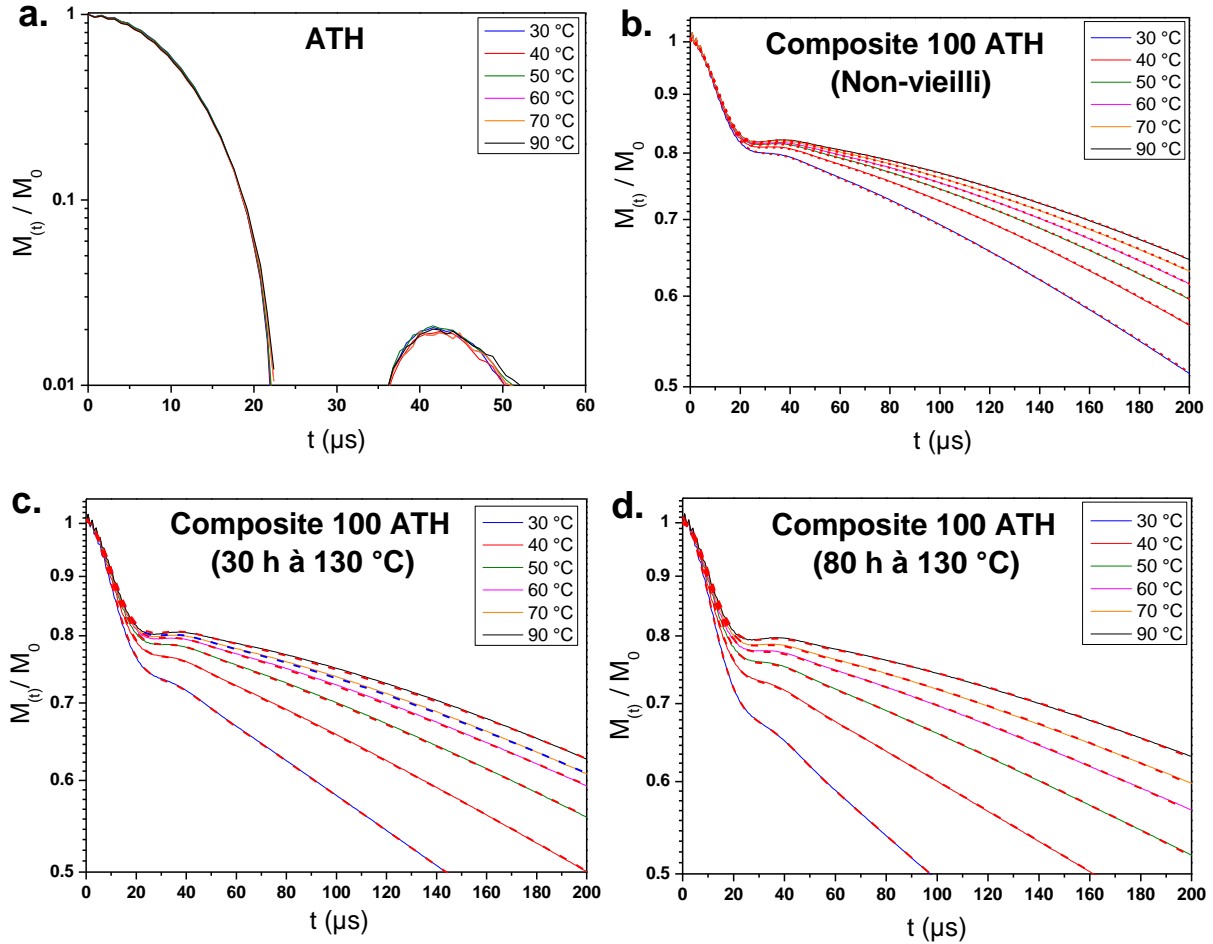 a.
ATH
30 °C
40 °C
50 °C
60 °C
70 °C
90 °C
1
0.1
0.01
M(t) / M0
0 10 20 30 40 50 60
t (µs)
b.
Composite 100 ATH
(Non-vieilli)
30 °C
40 °C
50 °C
60 °C
70 °C
90 °C
1
0.9
0.8
0.7
0.6
0.5
M(t) / M0
0 20 40 60 80 100 120 140 160 180 200
t (µs)
c.
Composite 100 ATH
(30 h à 130 °C)
30 °C
40 °C
50 °C
60 °C
70 °C
90 °C
1
0.9
0.8
0.7
0.6
0.5
M(t) / M0
0 20 40 60 80 100 120 140 160 180 200
t (µs)
d.
Composite 100 ATH
(80 h à 130 °C)
30 °C
40 °C
50 °C
60 °C
70 °C
90 °C
1
0.9
0.8
0.7
0.6
0.5
M(t) / M0
0 20 40 60 80 100 120 140 160 180 200
t (µs)